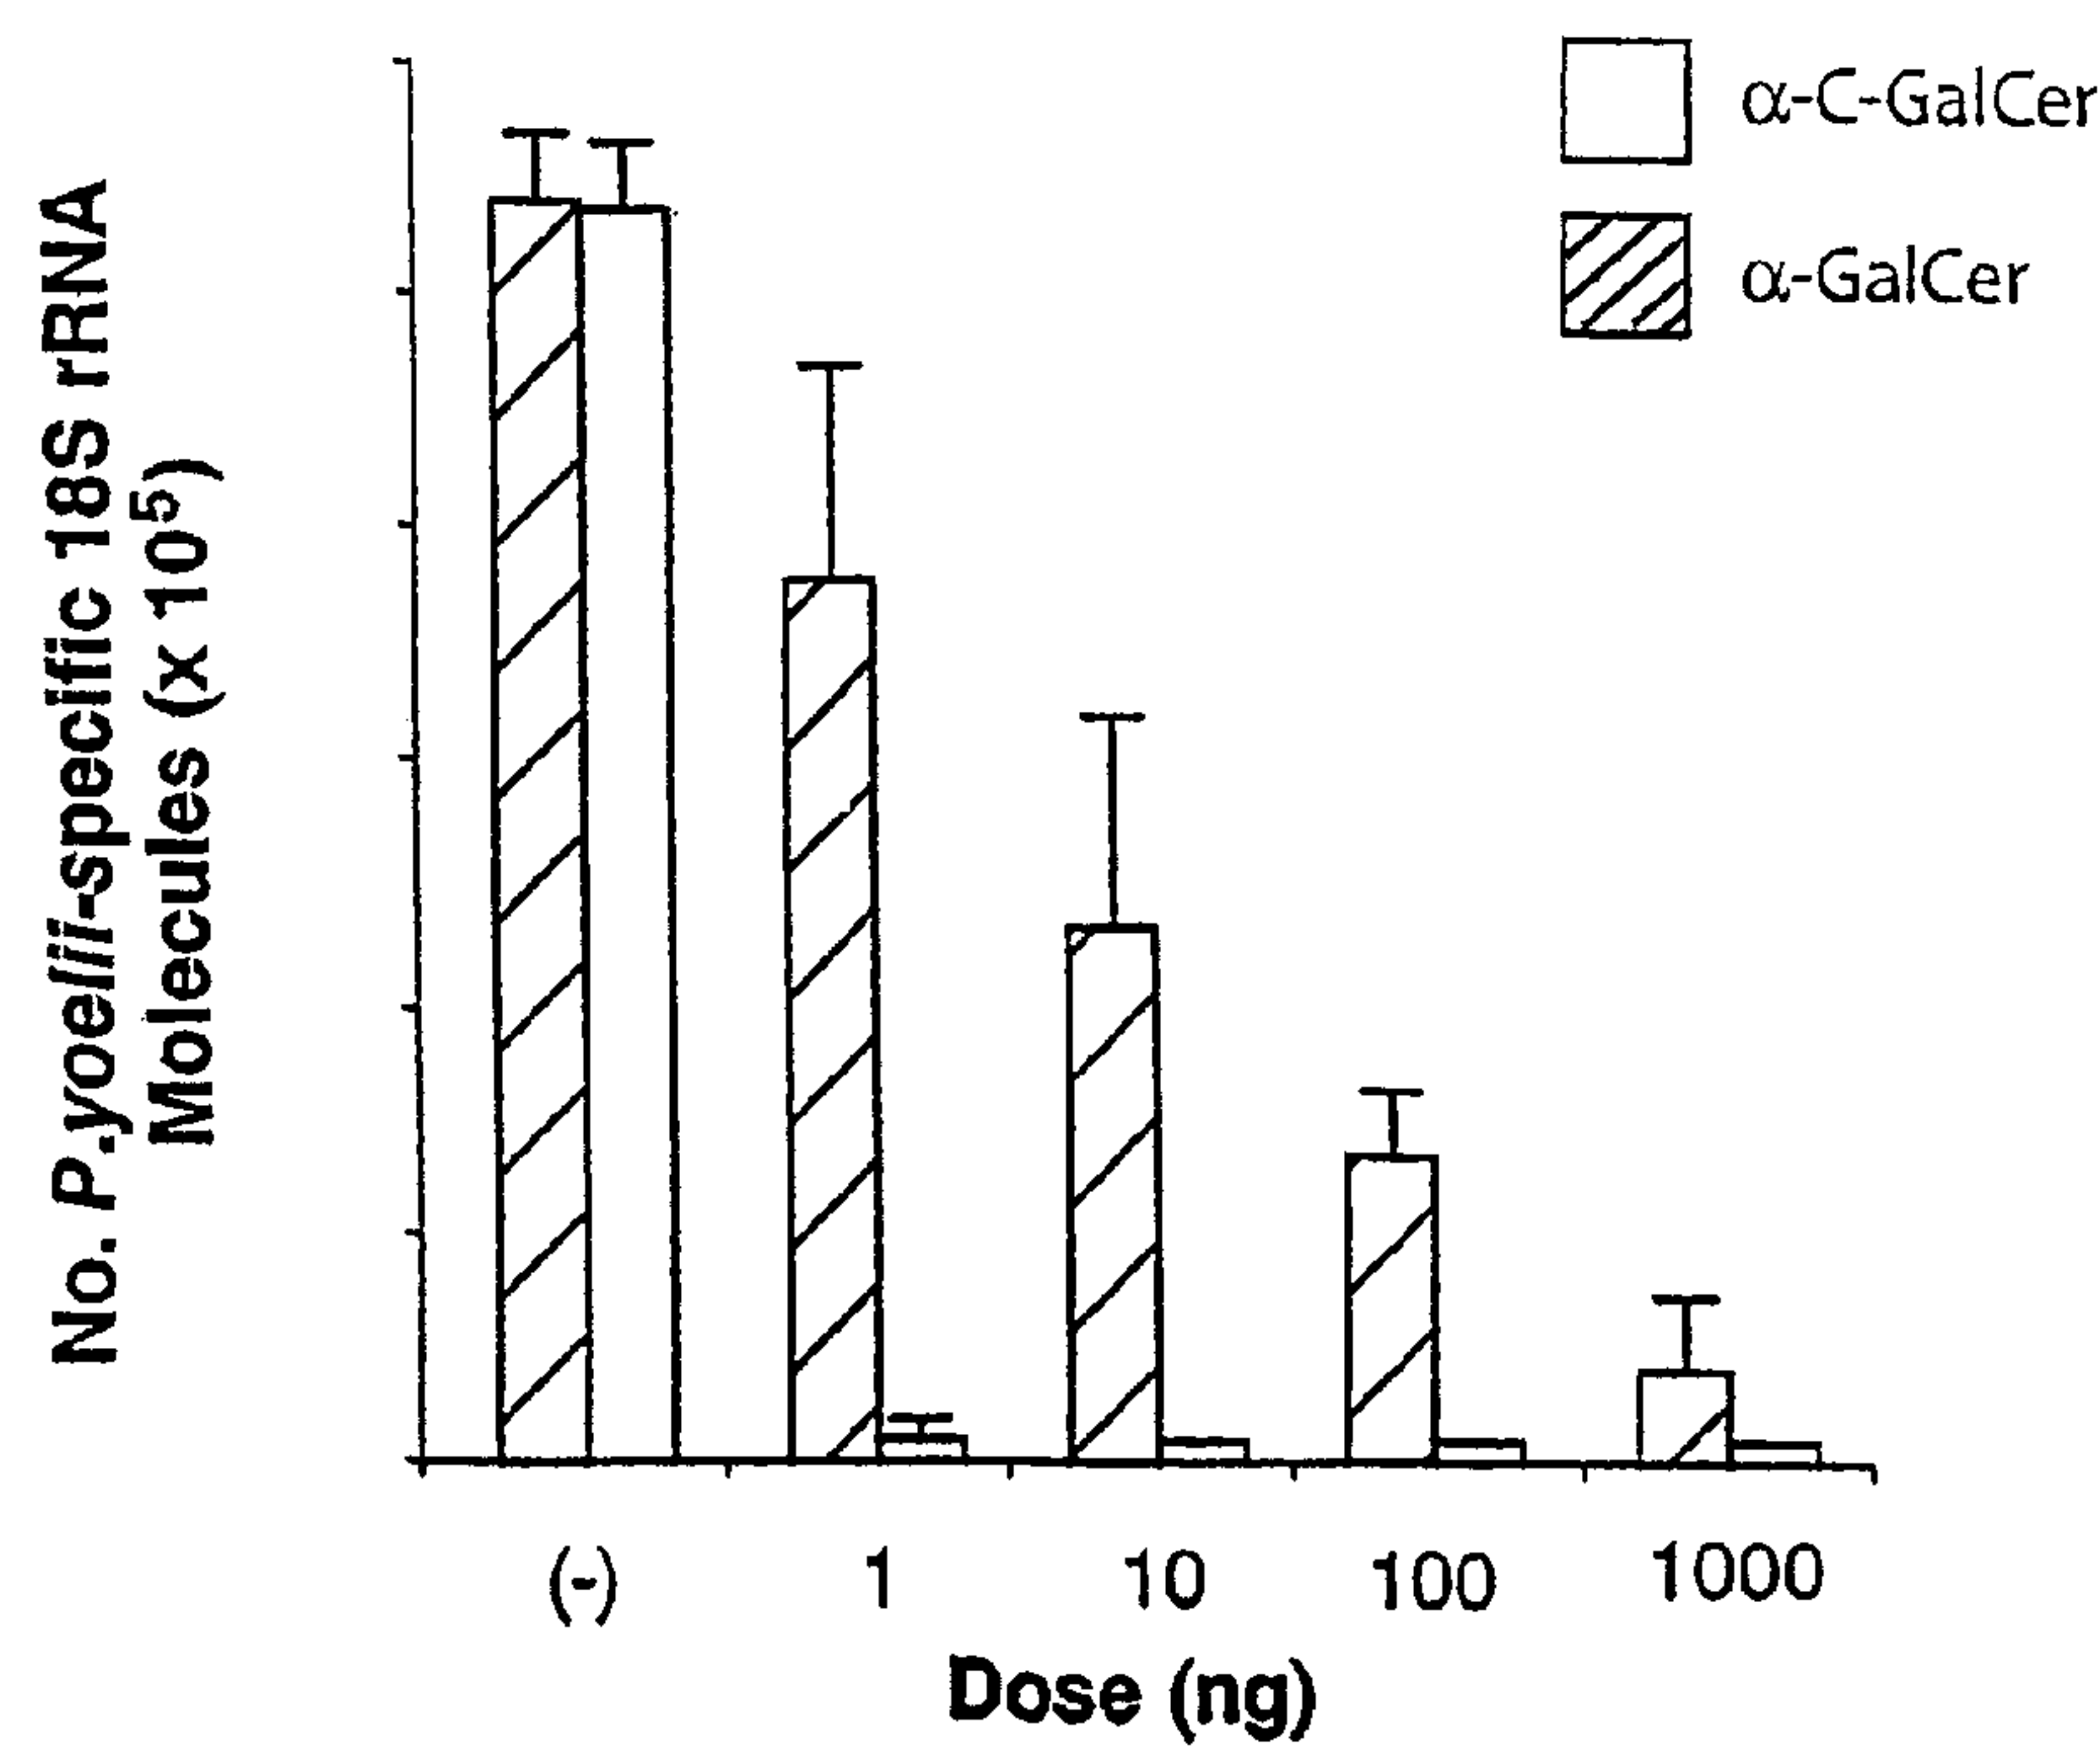 No. P.yoelii-specific 18S rRNA
Molecules (x 10⁵)
α-C-GalCer
α-GalCer
(-) 1 10 100 1000
Dose (ng)